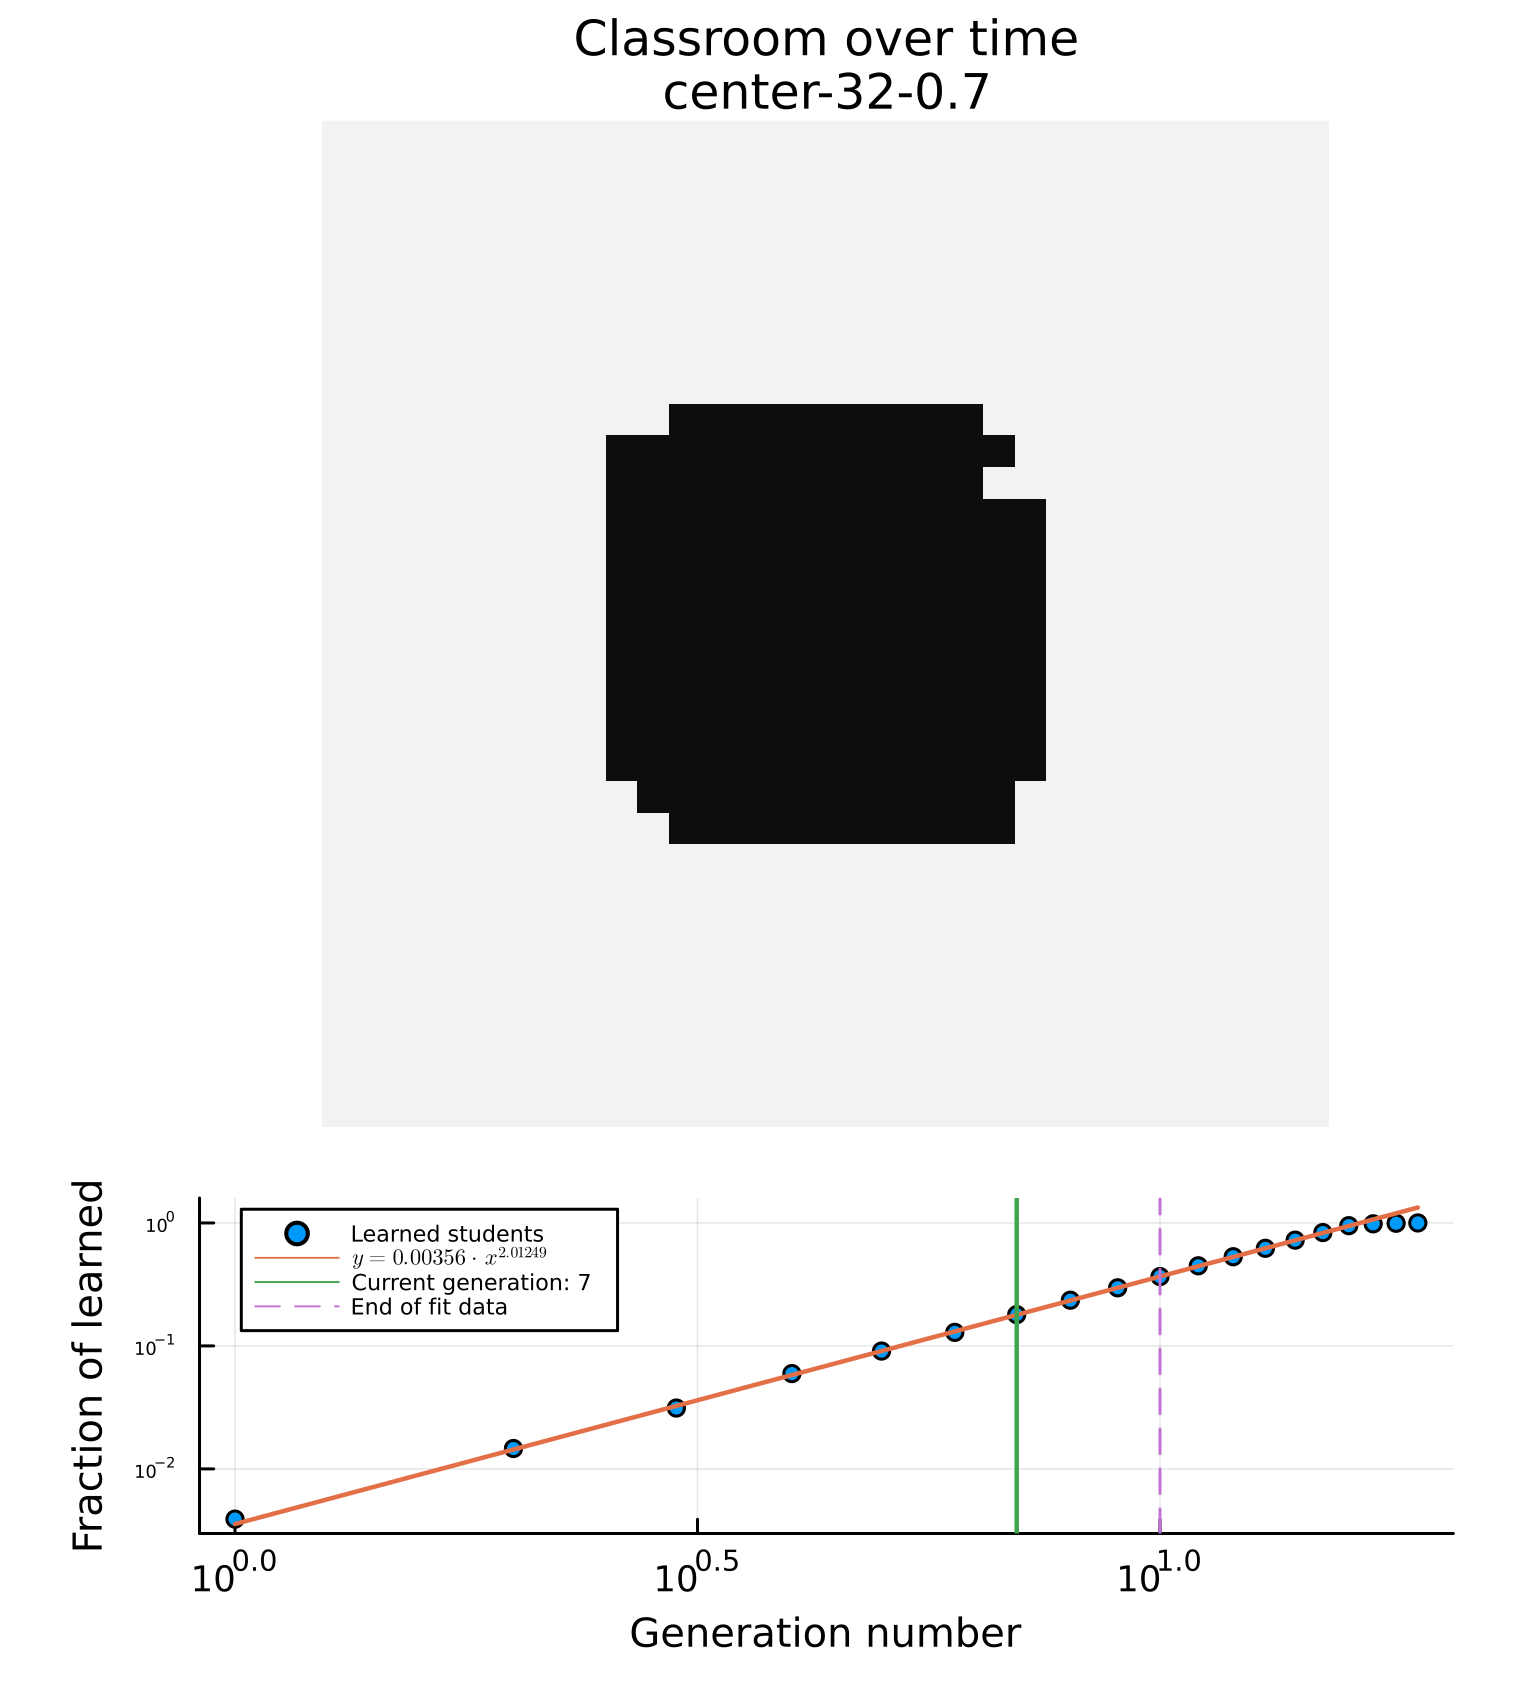 Classroom over time
center-32-0.7
Fraction of learned
10^0
10^-1
10^-2
Learned students
y = 0.00356 · x^2.01249
Current generation: 7
End of fit data
10^0.0 10^0.5 10^1.0
Generation number